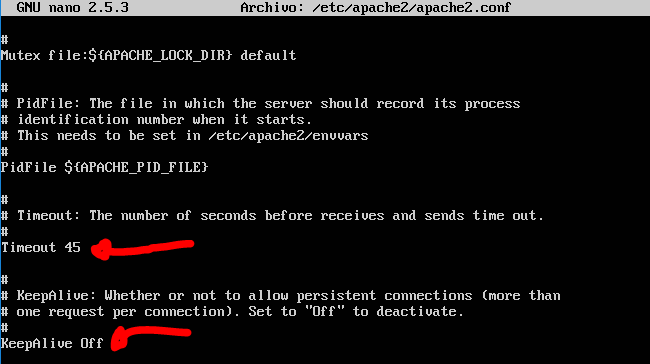 GNU nano 2.5.3 Archivo: /etc/apache2/apache2.conf
#
Mutex file:${APACHE_LOCK_DIR} default
#
# PidFile: The file in which the server should record its process
# identification number when it starts.
# This needs to be set in /etc/apache2/envvars
#
PidFile ${APACHE_PID_FILE}
#
# Timeout: The number of seconds before receives and sends time out.
#
Timeout 45
#
# KeepAlive: Whether or not to allow persistent connections (more than
# one request per connection). Set to "Off" to deactivate.
#
KeepAlive Off